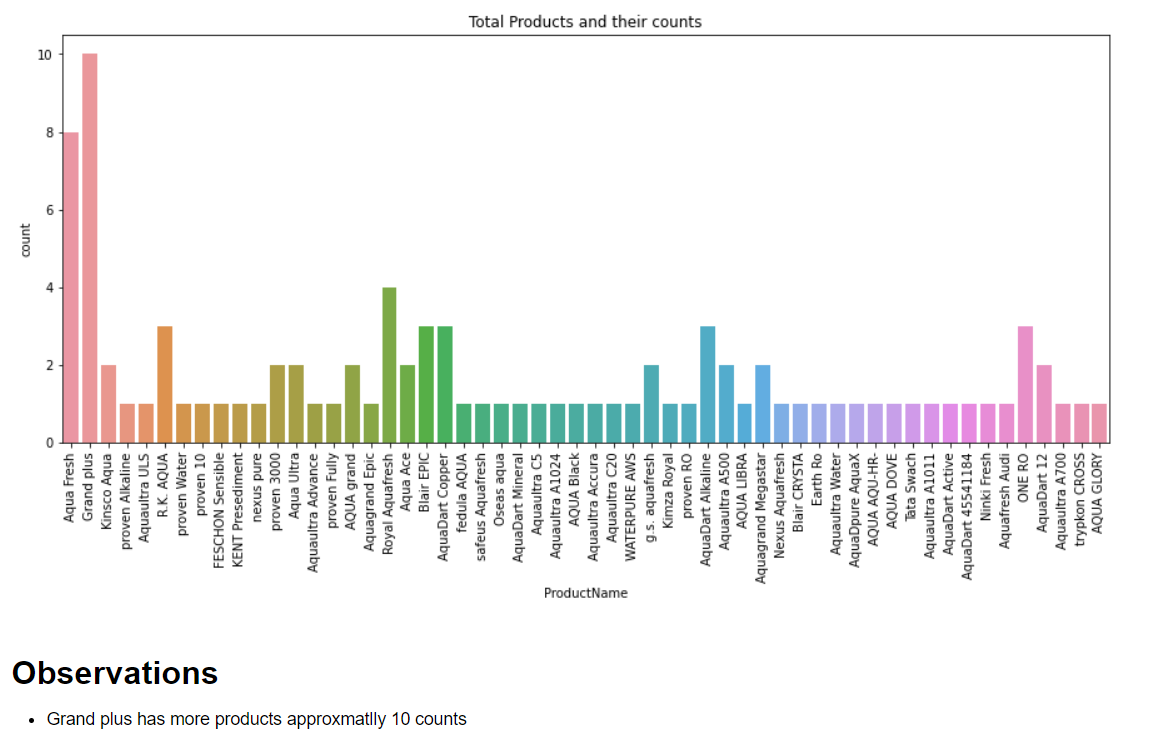 Total Products and their counts
10
8
6
4
2
0
count
Aqua Fresh
Grand plus
Kinsco Aqua
proven Alkaline
Aquaultra ULS
R.K. AQUA
proven Water
proven 10
FESCHON Sensible
KENT Presediment
nexus pure
proven 3000
Aqua Ultra
Aquaultra Advance
proven Fully
AQUA grand
Aquagrand Epic
Royal Aquafresh
Aqua Ace
Blair EPIC
AquaDart Copper
fedula AQUA
safeus Aquafresh
Oseas aqua
AquaDart Mineral
Aquaultra C5
Aquaultra A1024
AQUA Black
Aquaultra Accura
Aquaultra C20
WATERPURE AWS
g.s. aquafresh
Kimza Royal
proven RO
AquaDart Alkaline
Aquaultra A500
AQUA LIBRA
Aquagrand Megastar
Nexus Aquafresh
Blair CRYSTA
Earth Ro
Aquaultra Water
AquaDpure AquaX
AQUA AQU-HR-
AQUA DOVE
Tata Swach
Aquaultra A1011
AquaDart Active
AquaDart 45541184
Ninki Fresh
Aquafresh Audi
ONE RO
AquaDart 12
Aquaultra A700
trypkon CROSS
AQUA GLORY
ProductName
Observations
• Grand plus has more products approxmatlly 10 counts